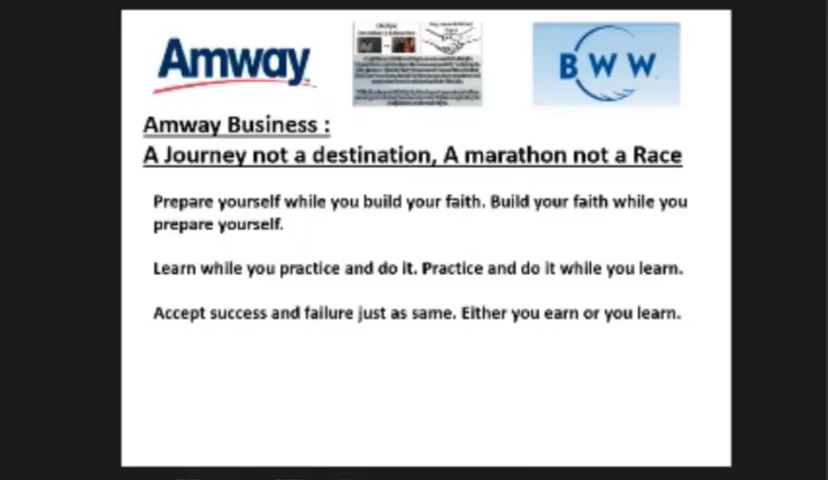 Amway
BWW
Amway Business :
A Journey not a destination, A marathon not a Race
Prepare yourself while you build your faith. Build your faith while you
prepare yourself.
Learn while you practice and do it. Practice and do it while you learn.
Accept success and failure just as same. Either you earn or you learn.